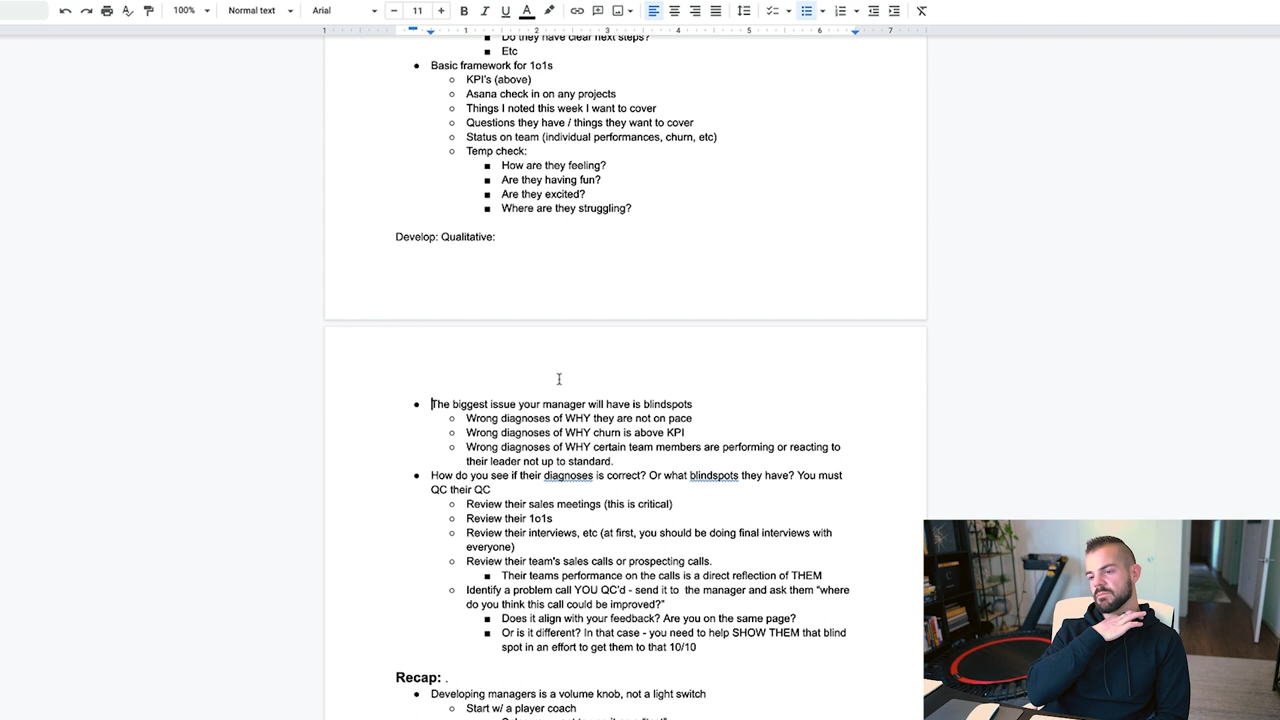 100% Normal text Arial 11
1 1 2 3 4 5 6 7
Do they have clear next steps?
Etc
Basic framework for 1o1s
KPI's (above)
Asana check in on any projects
Things I noted this week I want to cover
Questions they have / things they want to cover
Status on team (individual performances, churn, etc)
Temp check:
How are they feeling?
Are they having fun?
Are they excited?
Where are they struggling?
Develop: Qualitative:
The biggest issue your manager will have is blindspots
Wrong diagnoses of WHY they are not on pace
Wrong diagnoses of WHY churn is above KPI
Wrong diagnoses of WHY certain team members are performing or reacting to
their leader not up to standard.
How do you see if their diagnoses is correct? Or what blindspots they have? You must
QC their QC
Review their sales meetings (this is critical)
Review their 1o1s
Review their interviews, etc (at first, you should be doing final interviews with
everyone)
Review their team's sales calls or prospecting calls.
Their teams performance on the calls is a direct reflection of THEM
Identify a problem call YOU QC'd - send it to the manager and ask them “where
do you think this call could be improved?”
Does it align with your feedback? Are you on the same page?
Or is it different? In that case - you need to help SHOW THEM that blind
spot in an effort to get them to that 10/10
Recap: .
Developing managers is a volume knob, not a light switch
Start w/ a player coach